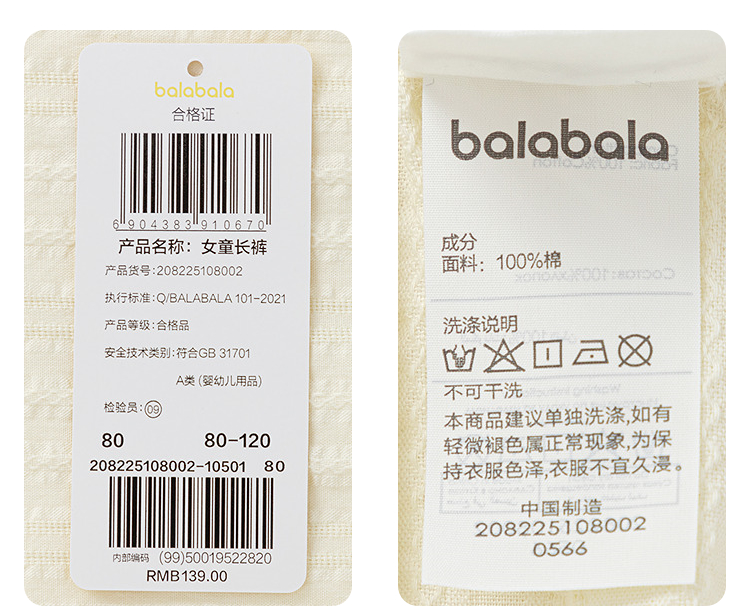 balabala
合格证
6 904383 910670
产品名称：女童长裤
产品货号：208225108002
执行标准：Q/BALABALA 101-2021
产品等级：合格品
安全技术类别：符合GB 31701
A类 (婴幼儿用品)
检验员：09
80 80-120
208225108002-10501 80
内部编码 (99)50019522820
RMB139.00
balabala
Fabric: 100%Cotton
成分
面料：100%棉
Состав: 100%Хлопок
洗涤说明
不可干洗
本商品建议单独洗涤,如有
轻微褪色属正常现象,为保
持衣服色泽,衣服不宜久浸。
中国制造
208225108002
0566